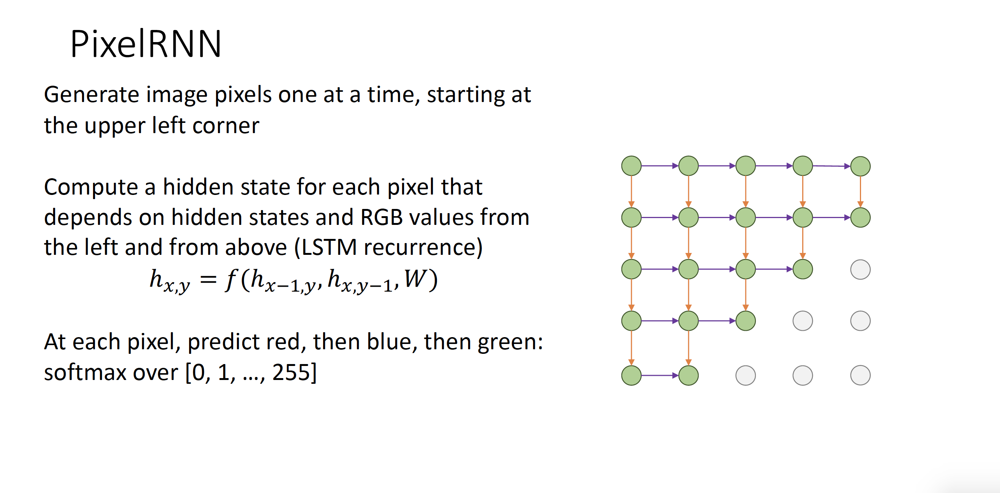 PixelRNN
Generate image pixels one at a time, starting at
the upper left corner
Compute a hidden state for each pixel that
depends on hidden states and RGB values from
the left and from above (LSTM recurrence)
h_{x,y} = f(h_{x−1,y}, h_{x,y−1}, W)
At each pixel, predict red, then blue, then green:
softmax over [0, 1, …, 255]